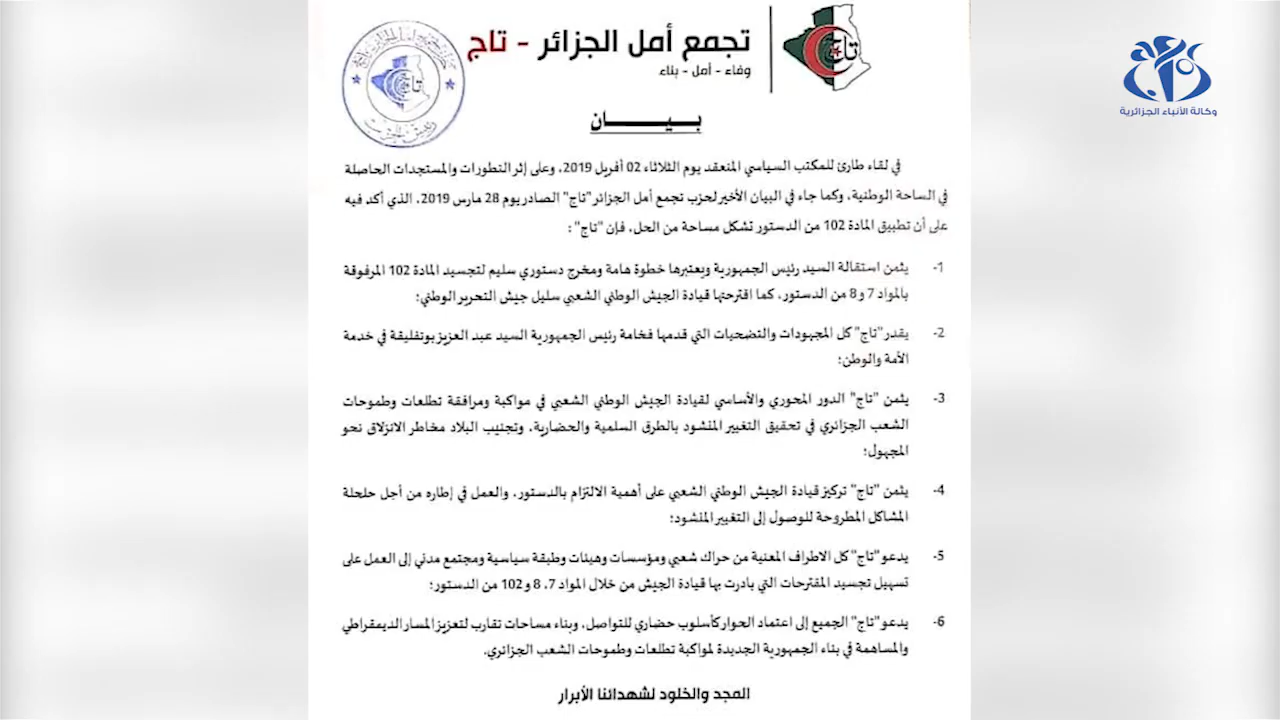 تجمع أمل الجزائر - تاج
وفاء - أمل - بناء
تاج
وكالة الأنباء الجزائرية
تاج
رئيس الحزب
بـيـــــــان
في لقاء طارئ للمكتب السياسي المنعقد يوم الثلاثاء 02 أفريل 2019، وعلى إثر التطورات والمستجدات الحاصلة
في الساحة الوطنية، وكما جاء في البيان الأخير لحزب تجمع أمل الجزائر "تاج" الصادر يوم 28 مارس 2019، الذي أكد فيه
على أن تطبيق المادة 102 من الدستور تشكل مساحة من الحل، فإن "تاج" :
1- يثمن استقالة السيد رئيس الجمهورية ويعتبرها خطوة هامة ومخرج دستوري سليم لتجسيد المادة 102 المرفوقة
بالمواد 7 و8 من الدستور، كما اقترحتها قيادة الجيش الوطني الشعبي سليل جيش التحرير الوطني؛
2- يقدر "تاج" كل المجهودات والتضحيات التي قدمها فخامة رئيس الجمهورية السيد عبد العزيز بوتفليقة في خدمة
الأمة والوطن؛
3- يثمن "تاج" الدور المحوري والأساسي لقيادة الجيش الوطني الشعبي في مواكبة ومرافقة تطلعات وطموحات
الشعب الجزائري في تحقيق التغيير المنشود بالطرق السلمية والحضارية، وتجنيب البلاد مخاطر الانزلاق نحو
المجهول؛
4- يثمن "تاج" تركيز قيادة الجيش الوطني الشعبي على أهمية الالتزام بالدستور، والعمل في إطاره من أجل حلحلة
المشاكل المطروحة للوصول إلى التغيير المنشود؛
5- يدعو "تاج" كل الاطراف المعنية من حراك شعبي ومؤسسات وهيئات وطبقة سياسية ومجتمع مدني إلى العمل على
تسهيل تجسيد المقترحات التي بادرت بها قيادة الجيش من خلال المواد 7، 8 و102 من الدستور؛
6- يدعو "تاج" الجميع إلى اعتماد الحوار كأسلوب حضاري للتواصل، وبناء مساحات تقارب لتعزيز المسار الديمقراطي
والمساهمة في بناء الجمهورية الجديدة لمواكبة تطلعات وطموحات الشعب الجزائري.
المجد والخلود لشهدائنا الأبرار